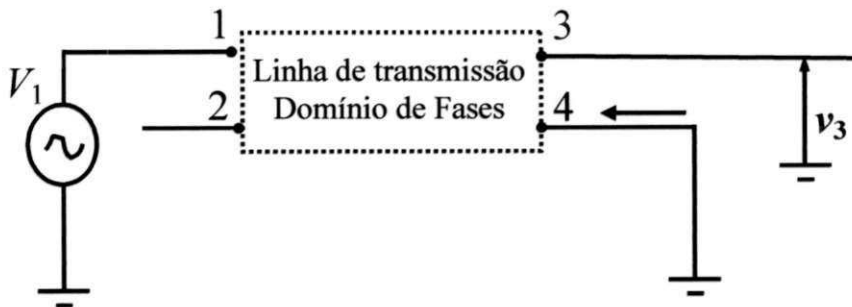 1
3
V1
Linha de transmissão
2
Domínio de Fases
4
v3